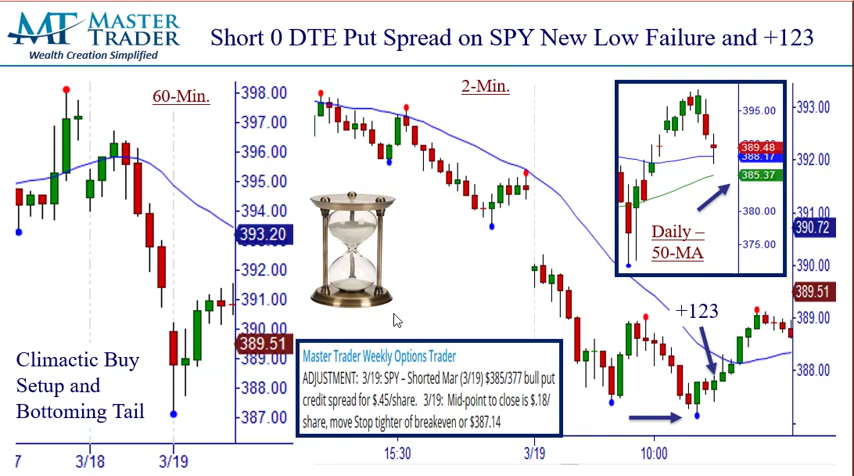 MASTER
TRADER
Wealth Creation Simplified
Short 0 DTE Put Spread on SPY New Low Failure and +123
60-Min.
398.00
397.00
396.00
395.00
394.00
393.20
392.00
391.00
390.00
389.51
389.00
388.00
387.00
Climactic Buy
Setup and
Bottoming Tail
7 3/18 3/19
2-Min.
Master Trader Weekly Options Trader
ADJUSTMENT: 3/19: SPY – Shorted Mar (3/19) $385/377 bull put
credit spread for $.45/share. 3/19: Mid-point to close is $.18/
share, move Stop tighter of breakeven or $387.14
+123
15:30 3/19 10:00
395.00
389.48
388.17
385.37
380.00
375.00
Daily –
50-MA
393.00
392.00
391.00
390.72
390.00
389.51
389.00
388.00